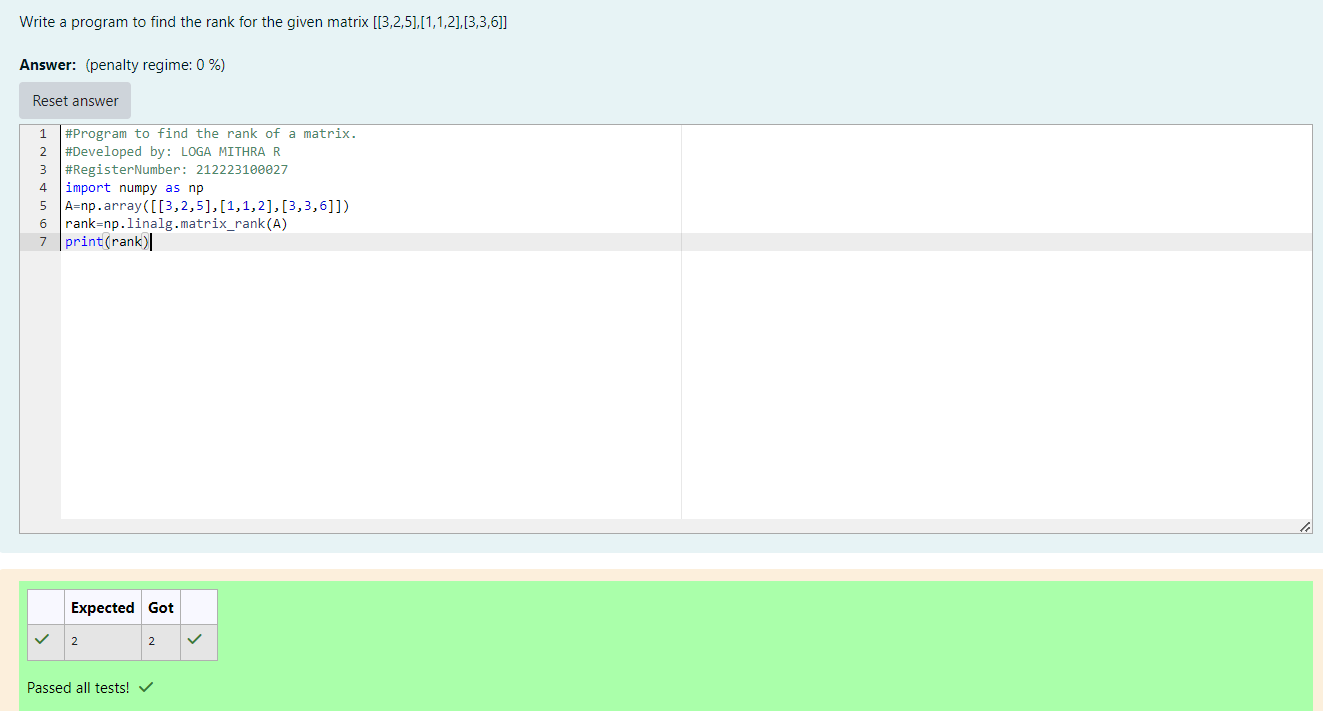 Write a program to find the rank for the given matrix [[3,2,5],[1,1,2],[3,3,6]]
Answer: (penalty regime: 0 %)
Reset answer
1 #Program to find the rank of a matrix.
2 #Developed by: LOGA MITHRA R
3 #RegisterNumber: 212223100027
4 import numpy as np
5 A=np.array([[3,2,5],[1,1,2],[3,3,6]])
6 rank=np.linalg.matrix_rank(A)
7 print(rank)
Expected Got
2 2
Passed all tests!